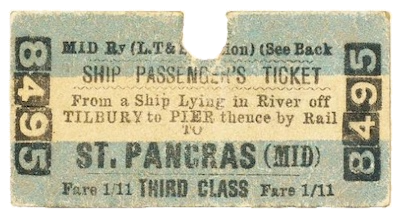 MID Ry (L.T & ion) (See Back
SHIP PASSENGER'S TICKET
From a Ship Lying in River off
TILBURY to PIER thence by Rail
TO
ST. PANCRAS (MID)
Fare 1/11 THIRD CLASS Fare 1/11
8495
8495